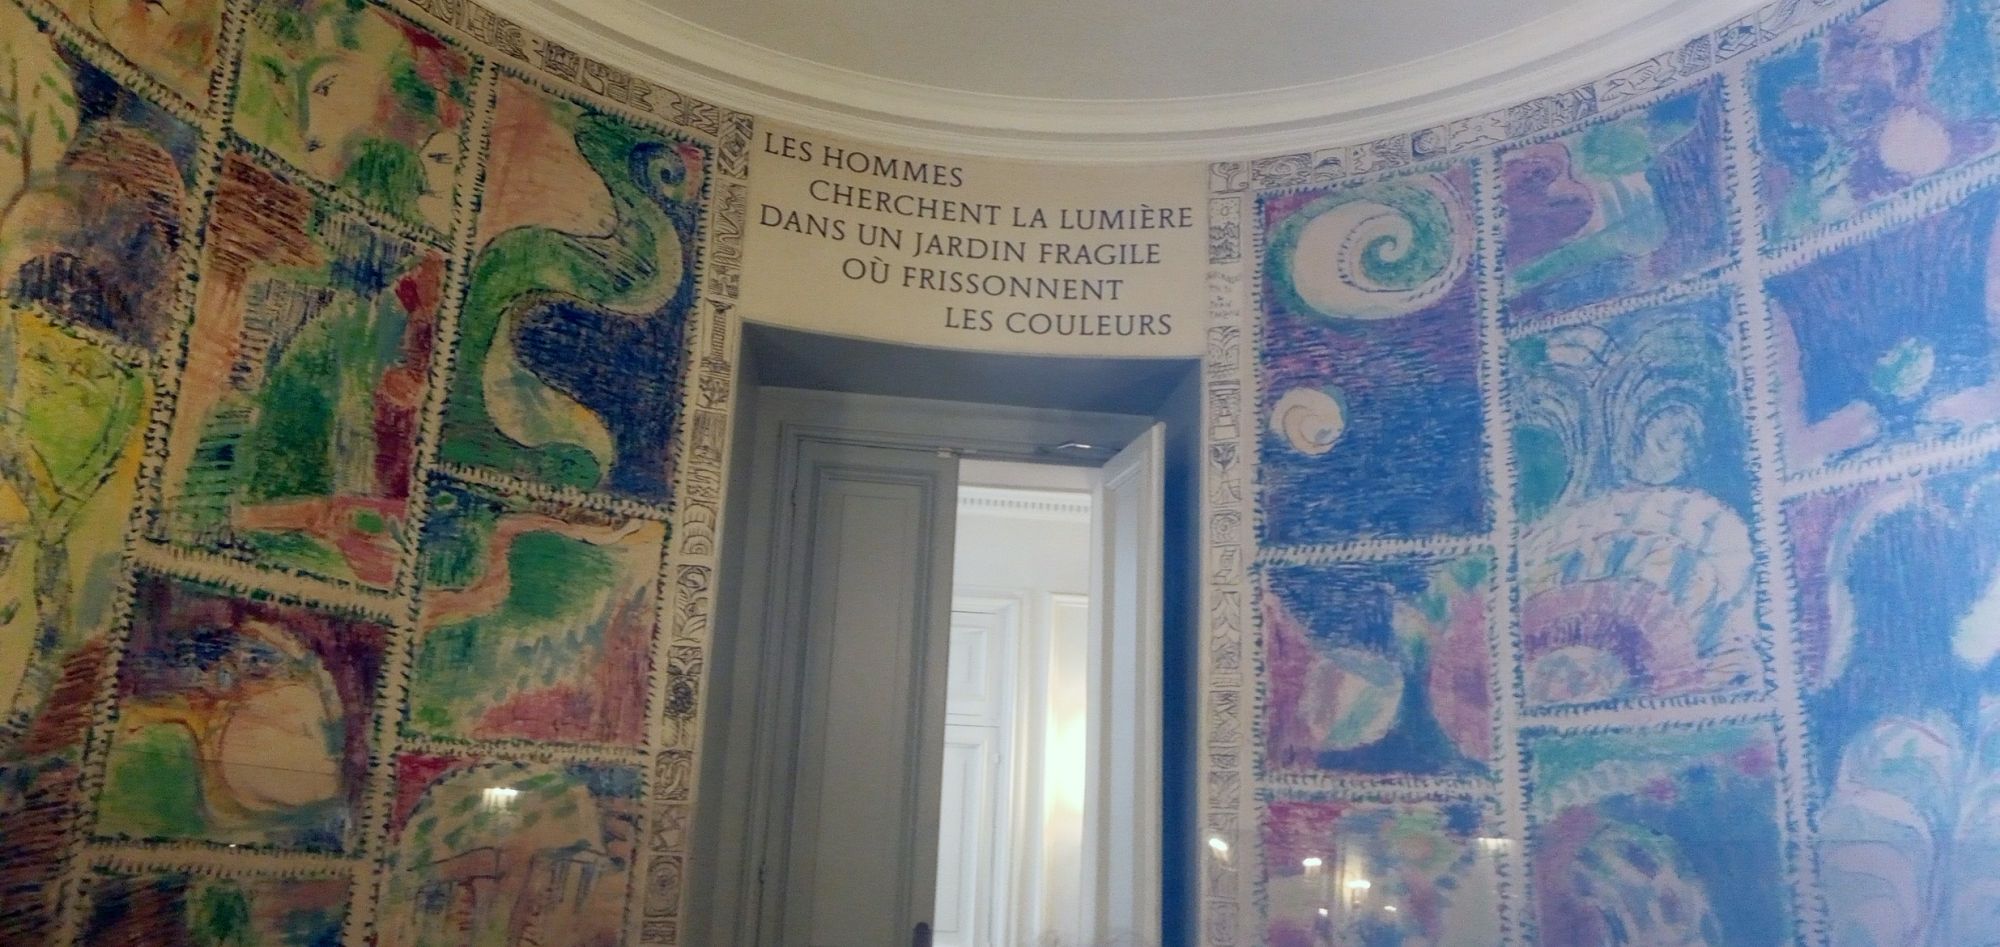 LES HOMMES
CHERCHENT LA LUMIÈRE
DANS UN JARDIN FRAGILE
OÙ FRISSONNENT
LES COULEURS